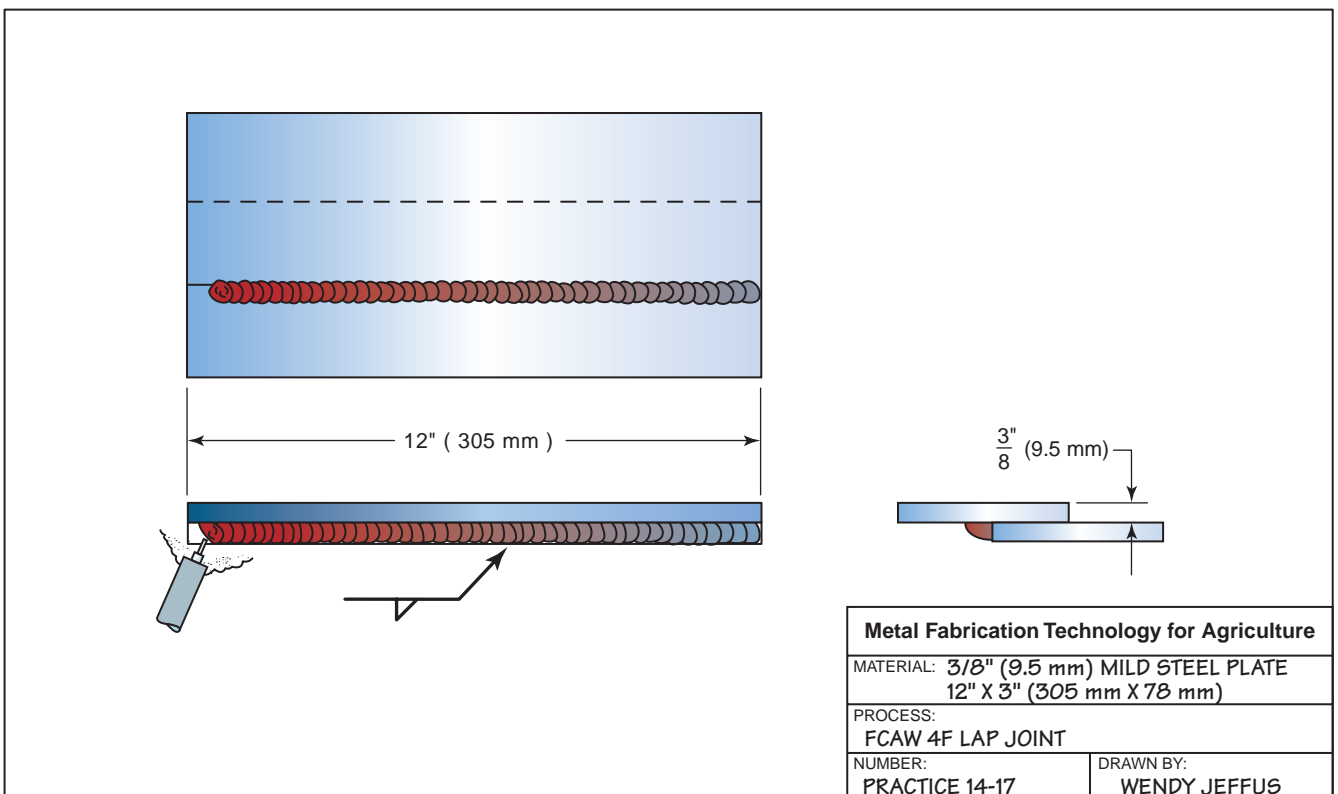 12" ( 305 mm )
3"
8 (9.5 mm)
Metal Fabrication Technology for Agriculture
MATERIAL: 3/8" (9.5 mm) MILD STEEL PLATE
12" X 3" (305 mm X 78 mm)
PROCESS:
FCAW 4F LAP JOINT
NUMBER:
PRACTICE 14-17
DRAWN BY:
WENDY JEFFUS